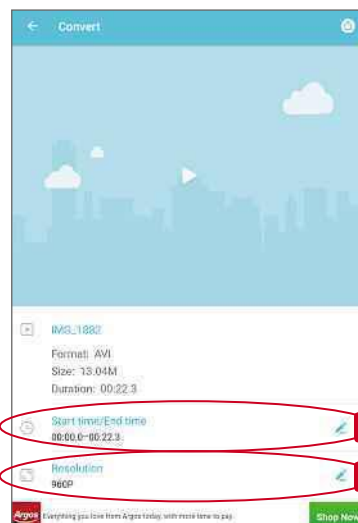 Convert
IMG_1882
Format: AVI
Size: 13.04M
Duration: 00:22.3
Start time/End time
00:00.0-00:22.3
Resolution
960P
Argos Everything you love from Argos today, with more time to pay.
Shop Now